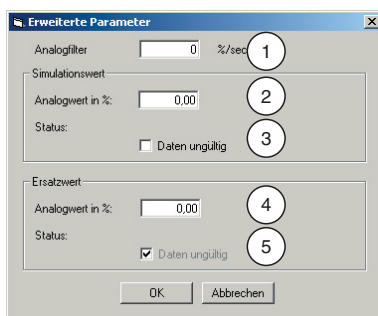 Erweiterte Parameter
Analogfilter 0 %/sec 1
Simulationswert
Analogwert in %: 0,00 2
Status:
Daten ungültig 3
Ersatzwert
Analogwert in %: 0,00 4
Status:
Daten ungültig 5
OK Abbrechen